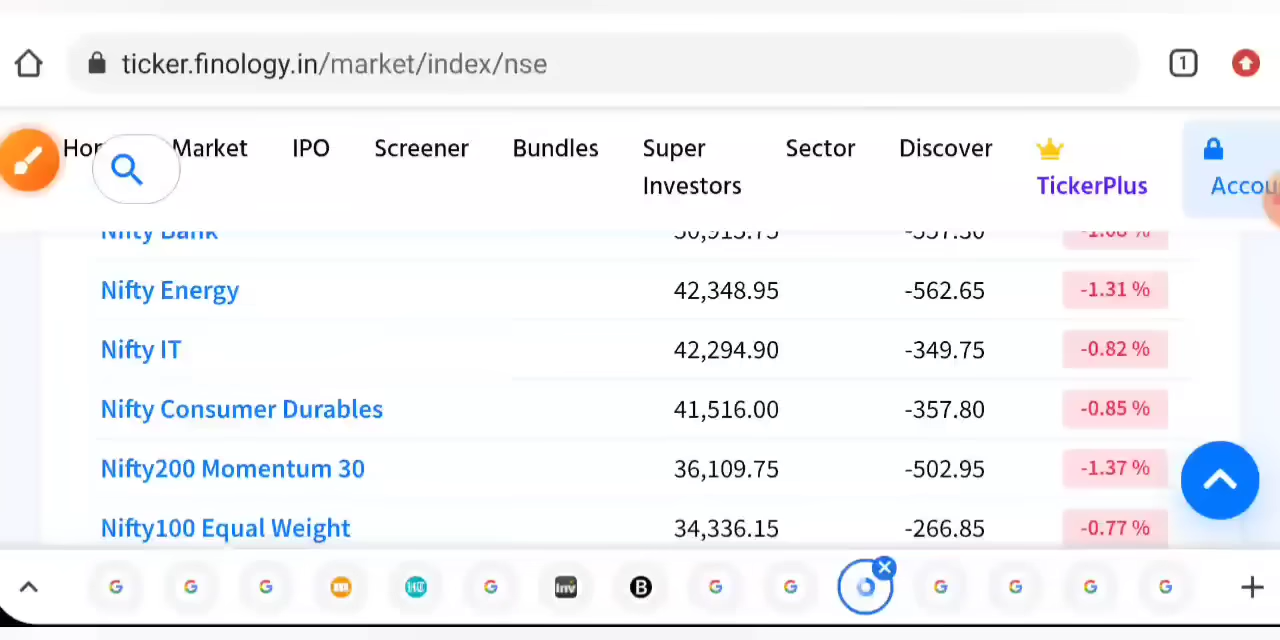 ticker.finology.in/market/index/nse
1
Market IPO Screener Bundles Super Investors Sector Discover TickerPlus
Nifty Bank
Nifty Energy 42,348.95 -562.65 -1.31 %
Nifty IT 42,294.90 -349.75 -0.82 %
Nifty Consumer Durables 41,516.00 -357.80 -0.85 %
Nifty200 Momentum 30 36,109.75 -502.95 -1.37 %
Nifty100 Equal Weight 34,336.15 -266.85 -0.77 %
Inv B